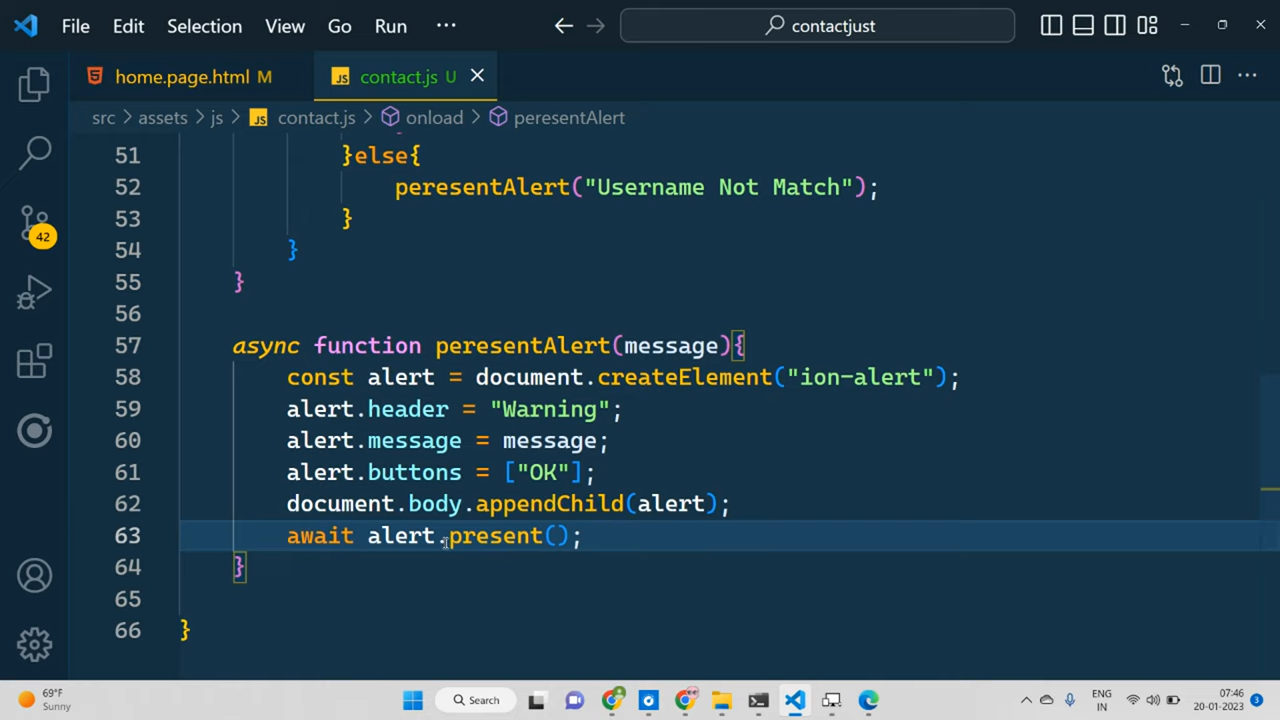 File Edit Selection View Go Run ··· contactjust
home.page.html M contact.js U
src > assets > js > contact.js > onload > peresentAlert
51 }else{
52 peresentAlert("Username Not Match");
53 }
54 }
55 }
56
57 async function peresentAlert(message){
58 const alert = document.createElement("ion-alert");
59 alert.header = "Warning";
60 alert.message = message;
61 alert.buttons = ["OK"];
62 document.body.appendChild(alert);
63 await alert.present();
64 }
65
66 }
42
69°F
Sunny
Search
ENG
IN
07:46
20-01-2023
3